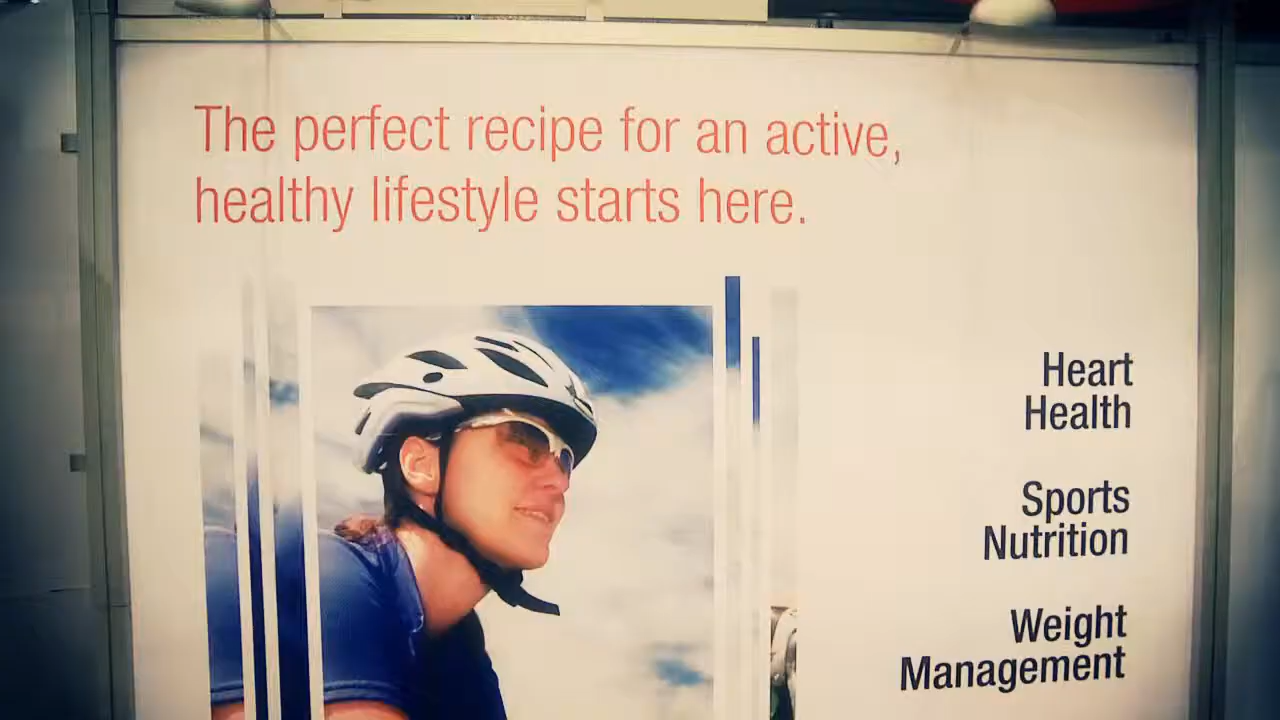 The perfect recipe for an active,
healthy lifestyle starts here.
Heart
Health
Sports
Nutrition
Weight
Management